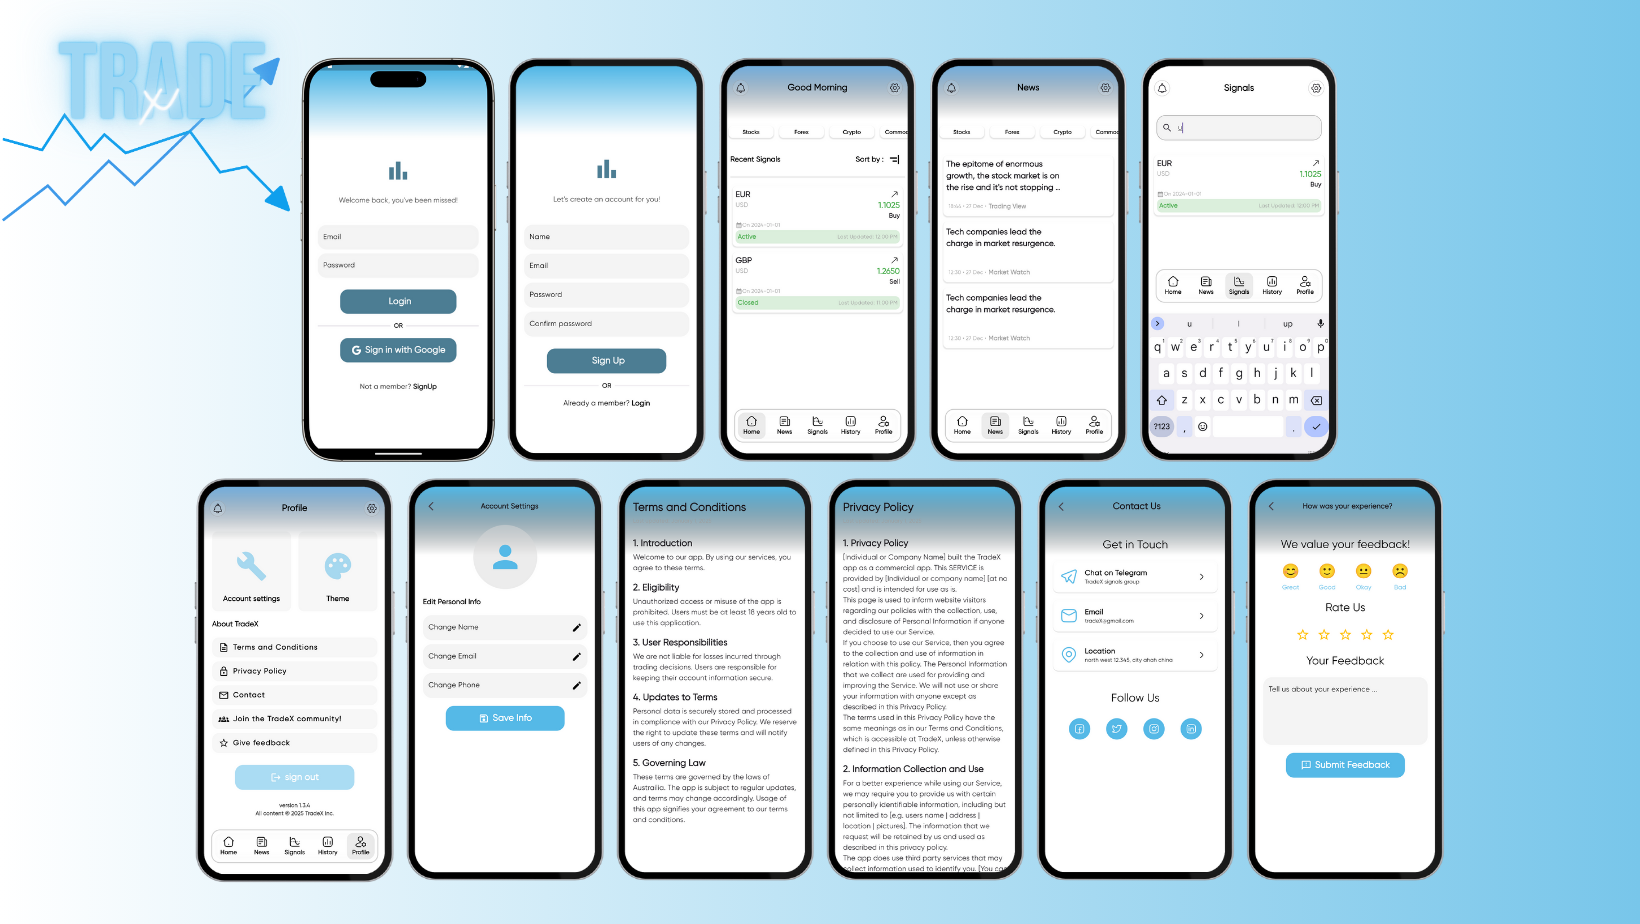 TRADE
x
Welcome back, you've been missed!
Email
Password
Login
OR
Sign in with Google
Not a member? SignUp
Let's create an account for you!
Name
Email
Password
Confirm password
Sign Up
OR
Already a member? Login
Good Morning
Stocks Forex Crypto Commod
Recent Signals Sort by :
EUR
USD 1.1025
Buy
On 2024-01-01
Active Last Updated: 12:00 PM
GBP
USD 1.2650
Sell
On 2024-01-01
Closed Last Updated: 11:00 PM
Home News Signals History Profile
News
Stocks Forex Crypto Commod
The epitome of enormous
growth, the stock market is on
the rise and it's not stopping ..
27 Dec • Trading View
Tech companies lead the
charge in market resurgence.
12:30 • 27 Dec • Market Watch
Tech companies lead the
charge in market resurgence.
12:30 • 27 Dec • Market Watch
Home News Signals History Profile
Signals
u
EUR
USD 1.1025
Buy
On 2024-01-01
Active Last Updated: 12:00 PM
Home News Signals History Profile
u I up
q1 w2 e3 r4 t5 y6 u7 i8 o9 p0
a s d f g h j k l
z x c v b n m
?123 , .
Profile
Account settings Theme
About TradeX
Terms and Conditions
Privacy Policy
Contact
Join the TradeX community!
Give feedback
sign out
version 1.3.4
All content © 2025 TradeX Inc.
Home News Signals History Profile
Account Settings
Edit Personal Info
Change Name
Change Email
Change Phone
Save Info
Terms and Conditions
1. Introduction
Welcome to our app. By using our services, you
agree to these terms.
2. Eligibility
Unauthorized access or misuse of the app is
prohibited. Users must be at least 18 years old to
use this application.
3. User Responsibilities
We are not liable for losses incurred through
trading decisions. Users are responsible for
keeping their account information secure.
4. Updates to Terms
Personal data is securely stored and processed
in compliance with our Privacy Policy. We reserve
the right to update these terms and will notify
users of any changes.
5. Governing Law
These terms are governed by the laws of
Austrailia. The app is subject to regular updates,
and terms may change accordingly. Usage of
this app signifies your agreement to our terms
and conditions.
Privacy Policy
1. Privacy Policy
[Individual or Company Name] built the TradeX
app as a commercial app. This SERVICE is
provided by [Individual or company name] [at no
cost] and is intended for use as is.
This page is used to inform website visitors
regarding our policies with the collection, use,
and disclosure of Personal Information if anyone
decided to use our Service.
If you choose to use our Service, then you agree
to the collection and use of information in
relation with this policy. The Personal Information
that we collect are used for providing and
improving the Service. We will not use or share
your information with anyone except as
described in this Privacy Policy.
The terms used in this Privacy Policy have the
same meanings as in our Terms and Conditions,
which is accessible at TradeX, unless otherwise
defined in this Privacy Policy.
2. Information Collection and Use
For a better experience while using our Service,
we may require you to provide us with certain
personally identifiable information, including but
not limited to [e.g. users name | address |
location | pictures]. The information that we
request will be retained by us and used as
described in this privacy policy.
The app does use third party services that may
collect information used to identify you. [You can
Contact Us
Get in Touch
Chat on Telegram
TradeX signals group
Email
tradeX@gmail.com
Location
north west 12.345, city ahah china
Follow Us
How was your experience?
We value your feedback!
Great Good Okay Bad
Rate Us
Your Feedback
Tell us about your experience ...
Submit Feedback